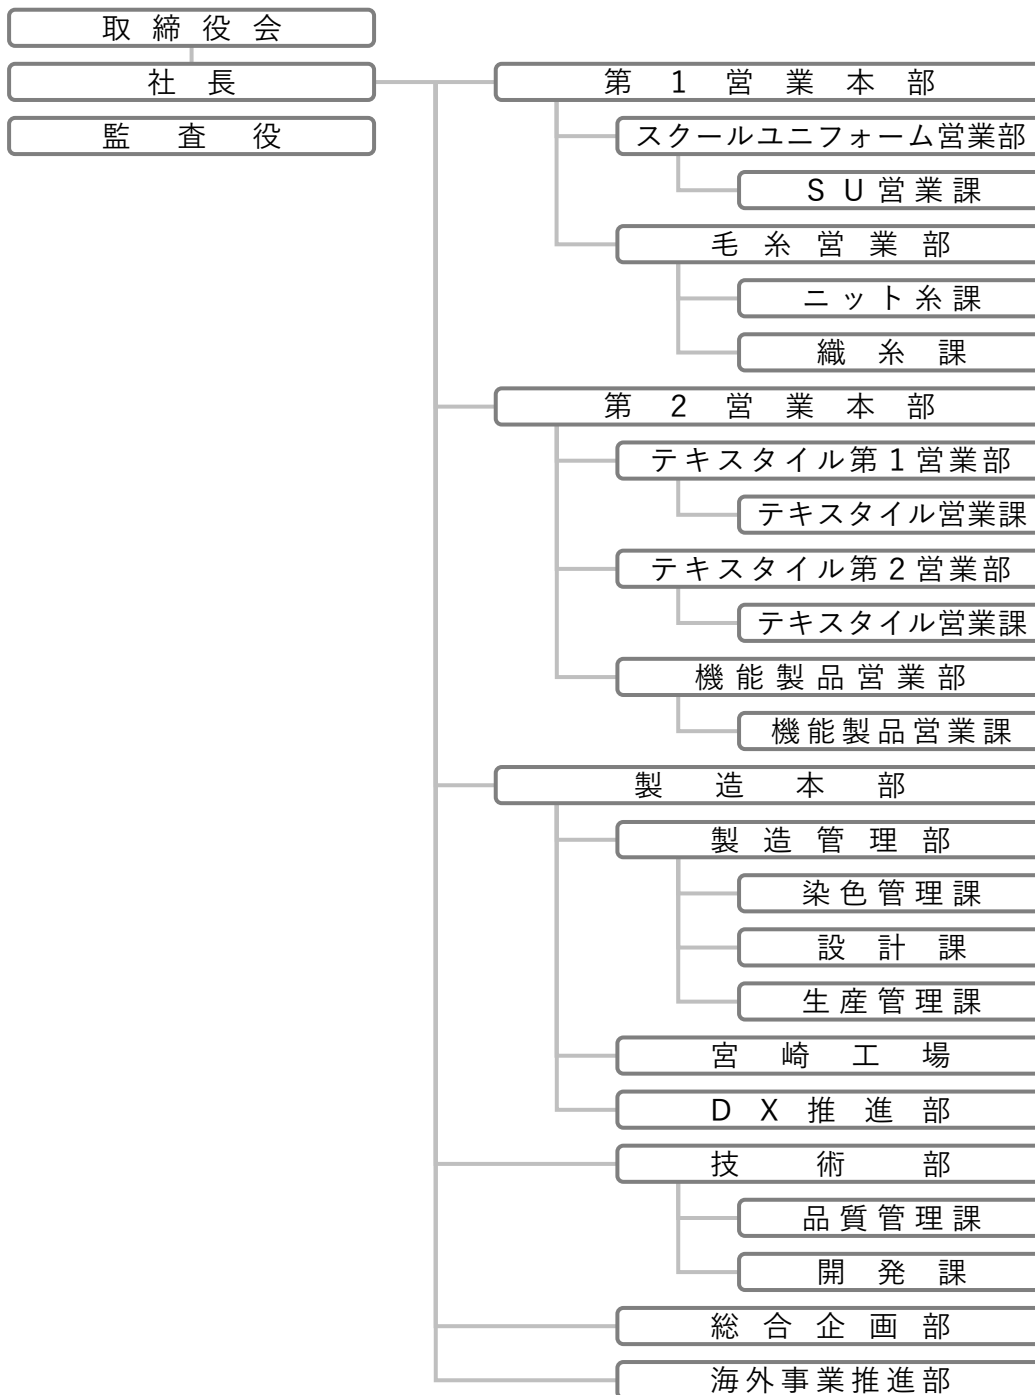 取締役会
社長
監査役
第1営業本部
スクールユニフォーム営業部
SU営業課
毛糸営業部
ニット糸課
織糸課
第2営業本部
テキスタイル第1営業部
テキスタイル営業課
テキスタイル第2営業部
テキスタイル営業課
機能製品営業部
機能製品営業課
製造本部
製造管理部
染色管理課
設計課
生産管理課
宮崎工場
DX推進部
技術部
品質管理課
開発課
総合企画部
海外事業推進部